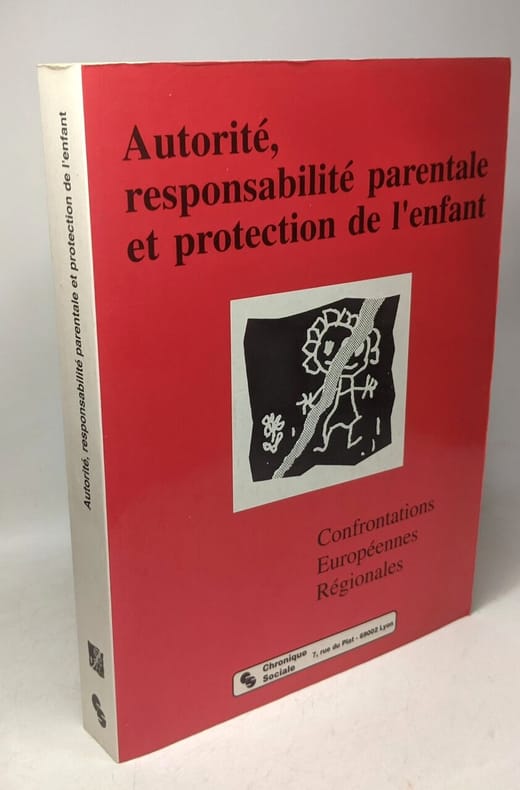 Autorité, responsabilité parentale et protection de l'enfant
Autorité,
responsabilité parentale
et protection de l'enfant
Confrontations
Européennes
Régionales
Chronique
Sociale
7, rue du Plat - 69002 Lyon